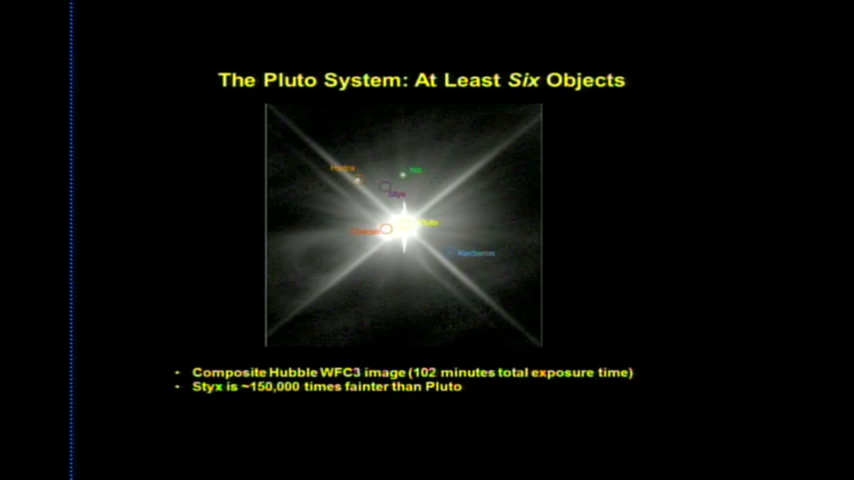 The Pluto System: At Least Six Objects
Hydra
Nix
Styx
Pluto
Charon
Kerberos
• Composite Hubble WFC3 image (102 minutes total exposure time)
• Styx is ~150,000 times fainter than Pluto